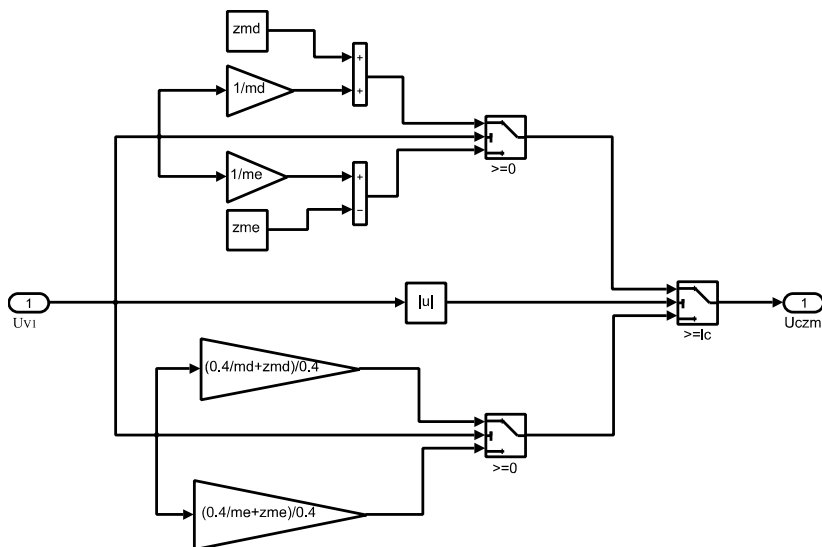 zmd
+
+
1/md
>=0
1/me
+
−
zme
1
Uv1
|u|
>=lc
1
Uczm
(0.4/md+zmd)/0.4
>=0
(0.4/me+zme)/0.4